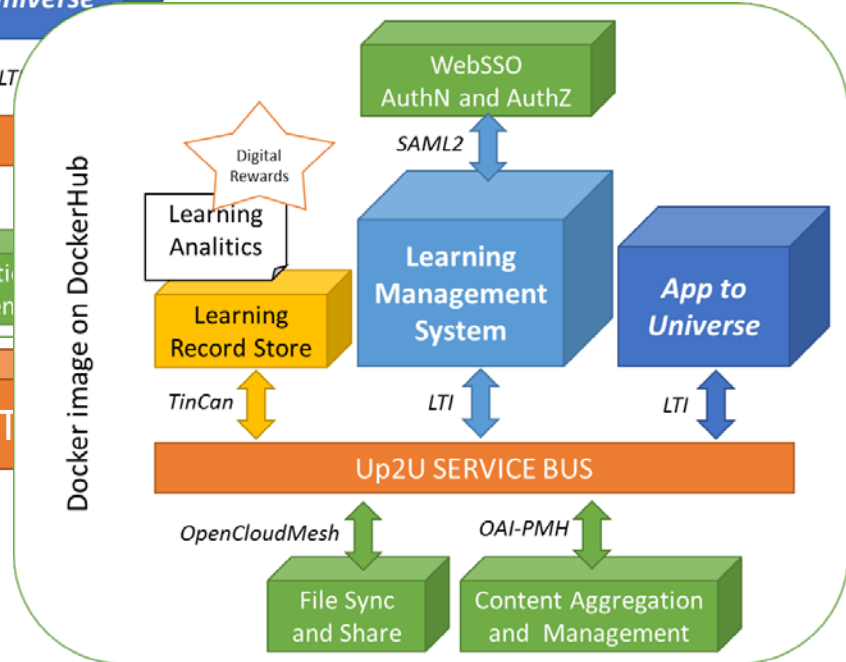 universe
LT
Docker image on DockerHub
WebSSO
AuthN and AuthZ
SAML2
Digital
Rewards
Learning
Analitics
Learning
Record Store
Learning
Management
System
App to
Universe
TinCan
LTI
LTI
Up2U SERVICE BUS
OpenCloudMesh
OAI-PMH
File Sync
and Share
Content Aggregation
and Management
T